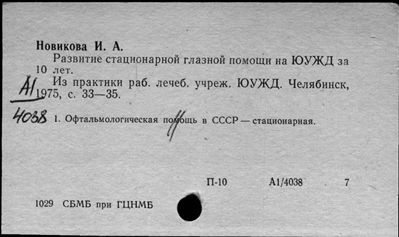 Новикова И. А.
Развитие стационарной глазной помощи на ЮУЖД за
10 лет.
Из практики раб. лечеб. учреж. ЮУЖД. Челябинск,
1975, с. 33—35.
А1
4038
1. Офтальмологическая помощь в СССР — стационарная.
П-10 А1/4038 7
1029 СБМБ при ГЦНМБ